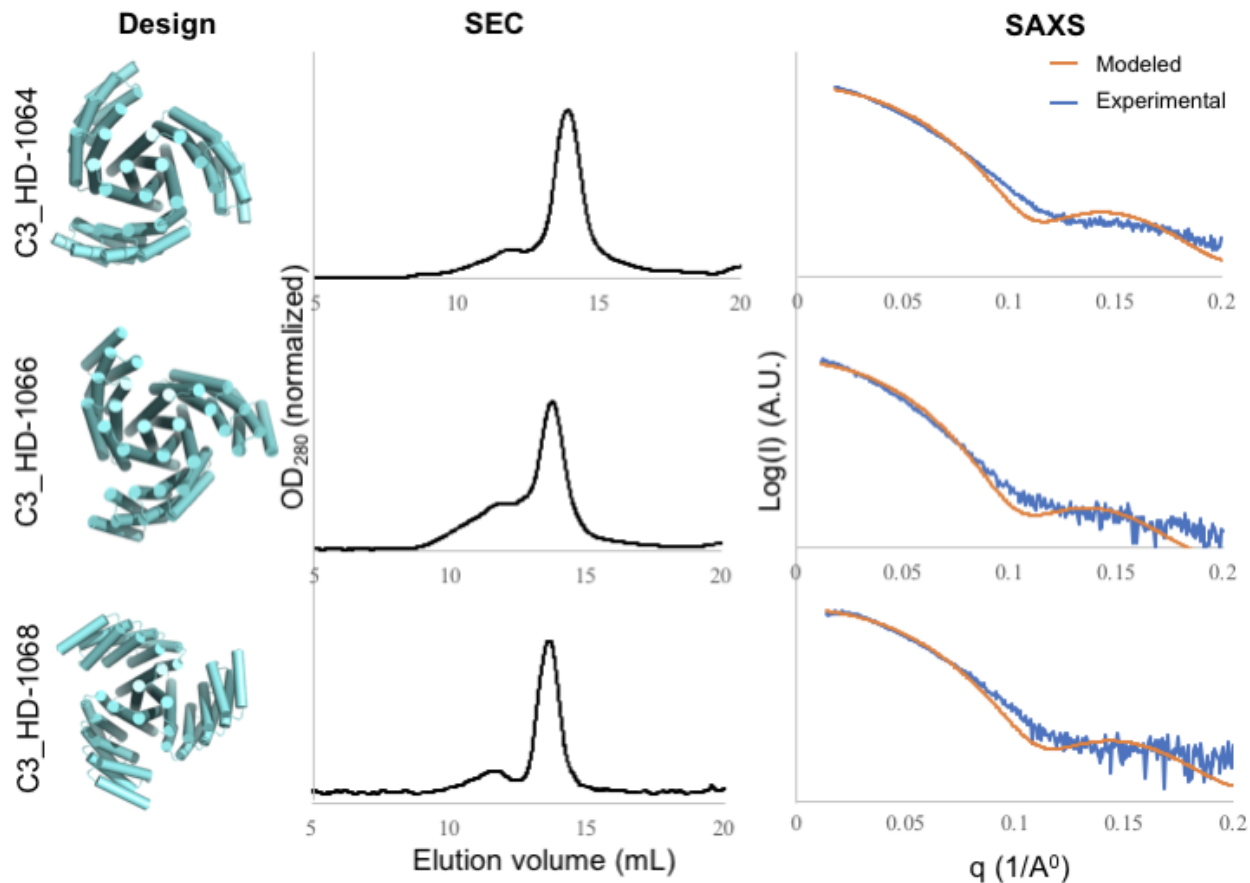 Design SEC SAXS
Modeled
Experimental
C3_HD-1064
5 10 15 20
0 0.05 0.1 0.15 0.2
C3_HD-1066
OD280 (normalized)
Log(I) (A.U.)
5 10 15 20
0 0.05 0.1 0.15 0.2
C3_HD-1068
5 10 15 20
0 0.05 0.1 0.15 0.2
Elution volume (mL)
q (1/A⁰)